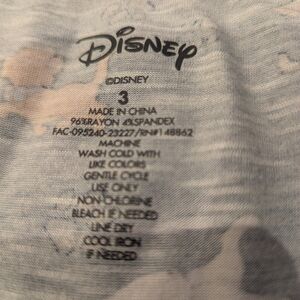 Disney
©DISNEY
3
MADE IN CHINA
96%RAYON 4%SPANDEX
FAC-095240-23227/RN#148862
MACHINE
WASH COLD WITH
LIKE COLORS
GENTLE CYCLE
USE ONLY
NON-CHLORINE
BLEACH IF NEEDED
LINE DRY
COOL IRON
IF NEEDED